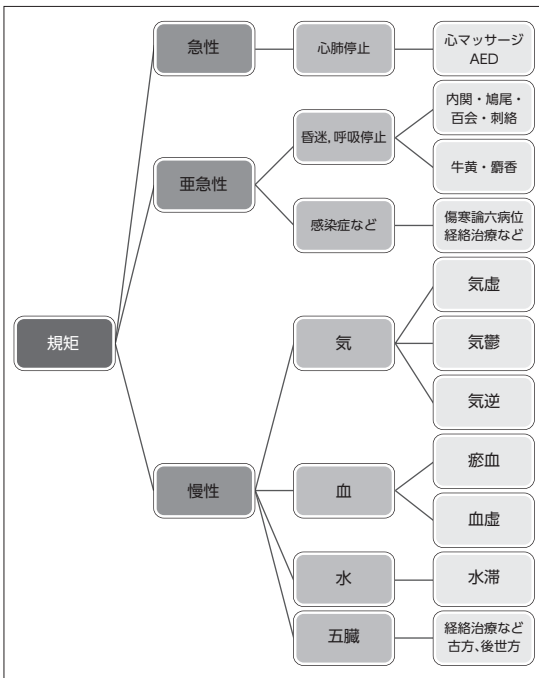 規矩
急性
心肺停止
心マッサージ
AED
亜急性
昏迷，呼吸停止
内関・鳩尾・
百会・刺絡
牛黄・麝香
感染症など
傷寒論六病位
経絡治療など
慢性
気
気虚
気鬱
気逆
血
瘀血
血虚
水
水滞
五臓
経絡治療など
古方、後世方